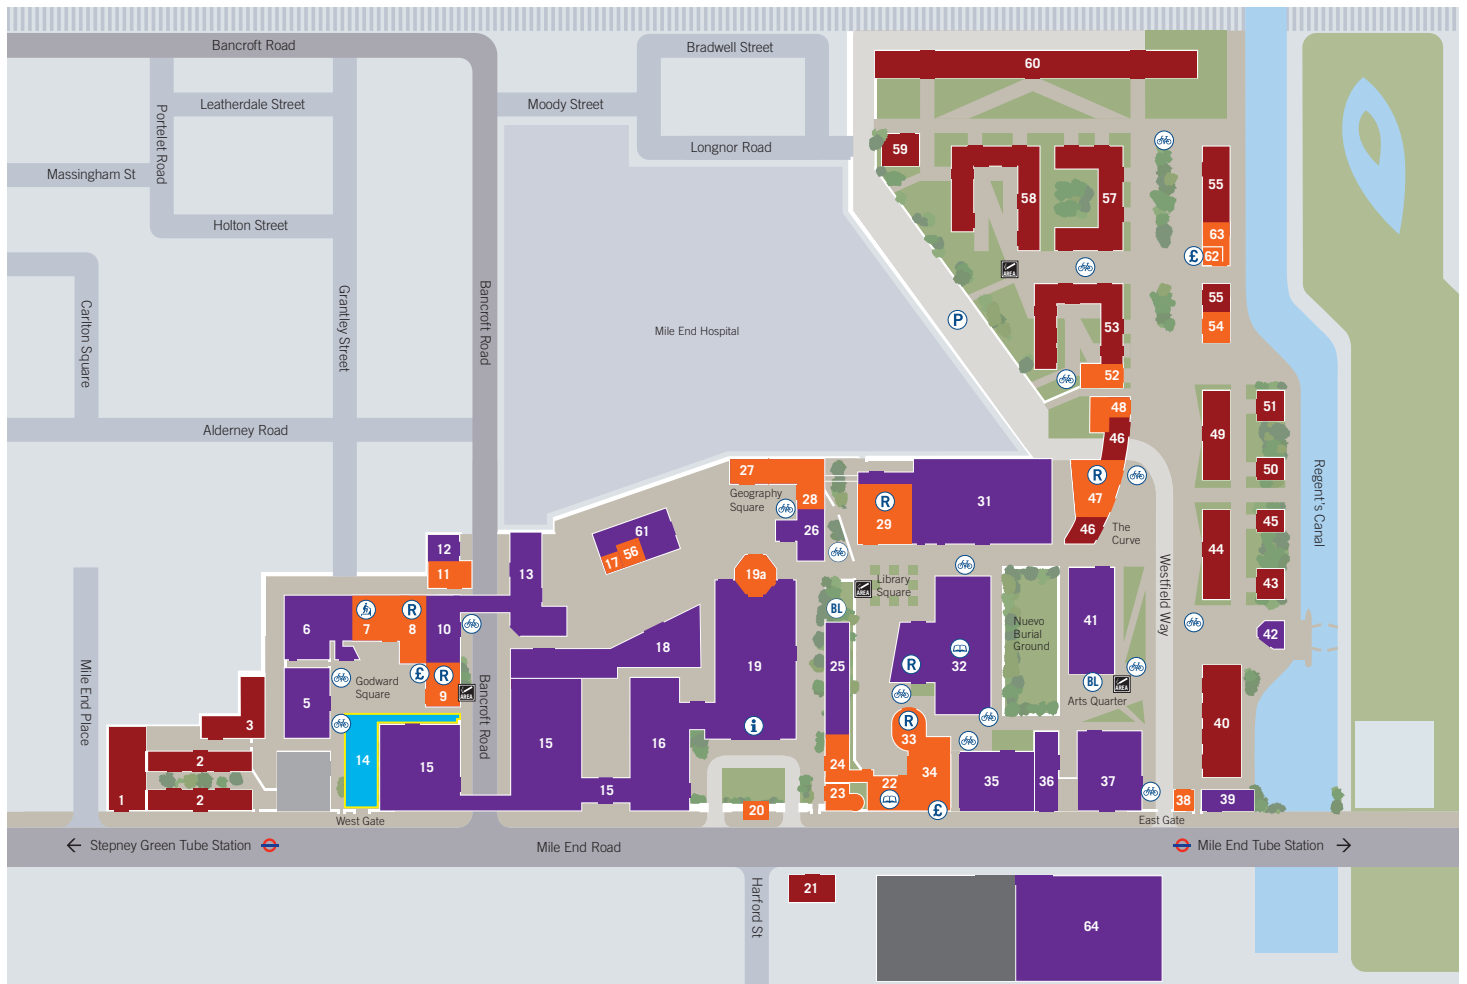 Bancroft Road
Bradwell Street
60
Leatherdale Street
Moody Street
Portelet Road
Longnor Road
59
Massingham St
55
58
57
Holton Street
63
£ 62
AREA
Carlton Square
Grantley Street
Bancroft Road
55
P
54
53
Mile End Hospital
52
48
51
49
Alderney Road
46
50
27
R
47
Geography
Square
28
R
29
31
45
46
The
Curve
Regent's Canal
26
61
56
17
12
44
Library
Square
AREA
11
13
19a
43
Westfield Way
BL
6
7
R
8
10
41
Nuevo
Burial
Ground
42
18
32
R
19
25
£
R
9
AREA
Godward
Square
BL
AREA
Arts Quarter
5
Mile End Place
Bancroft Road
3
i
R
33
40
15
16
2
14
15
24
34
35
36
37
22
15
23
1
2
38
39
20
£
West Gate
East Gate
← Stepney Green Tube Station
Mile End Road
Mile End Tube Station →
21
Harford St
64